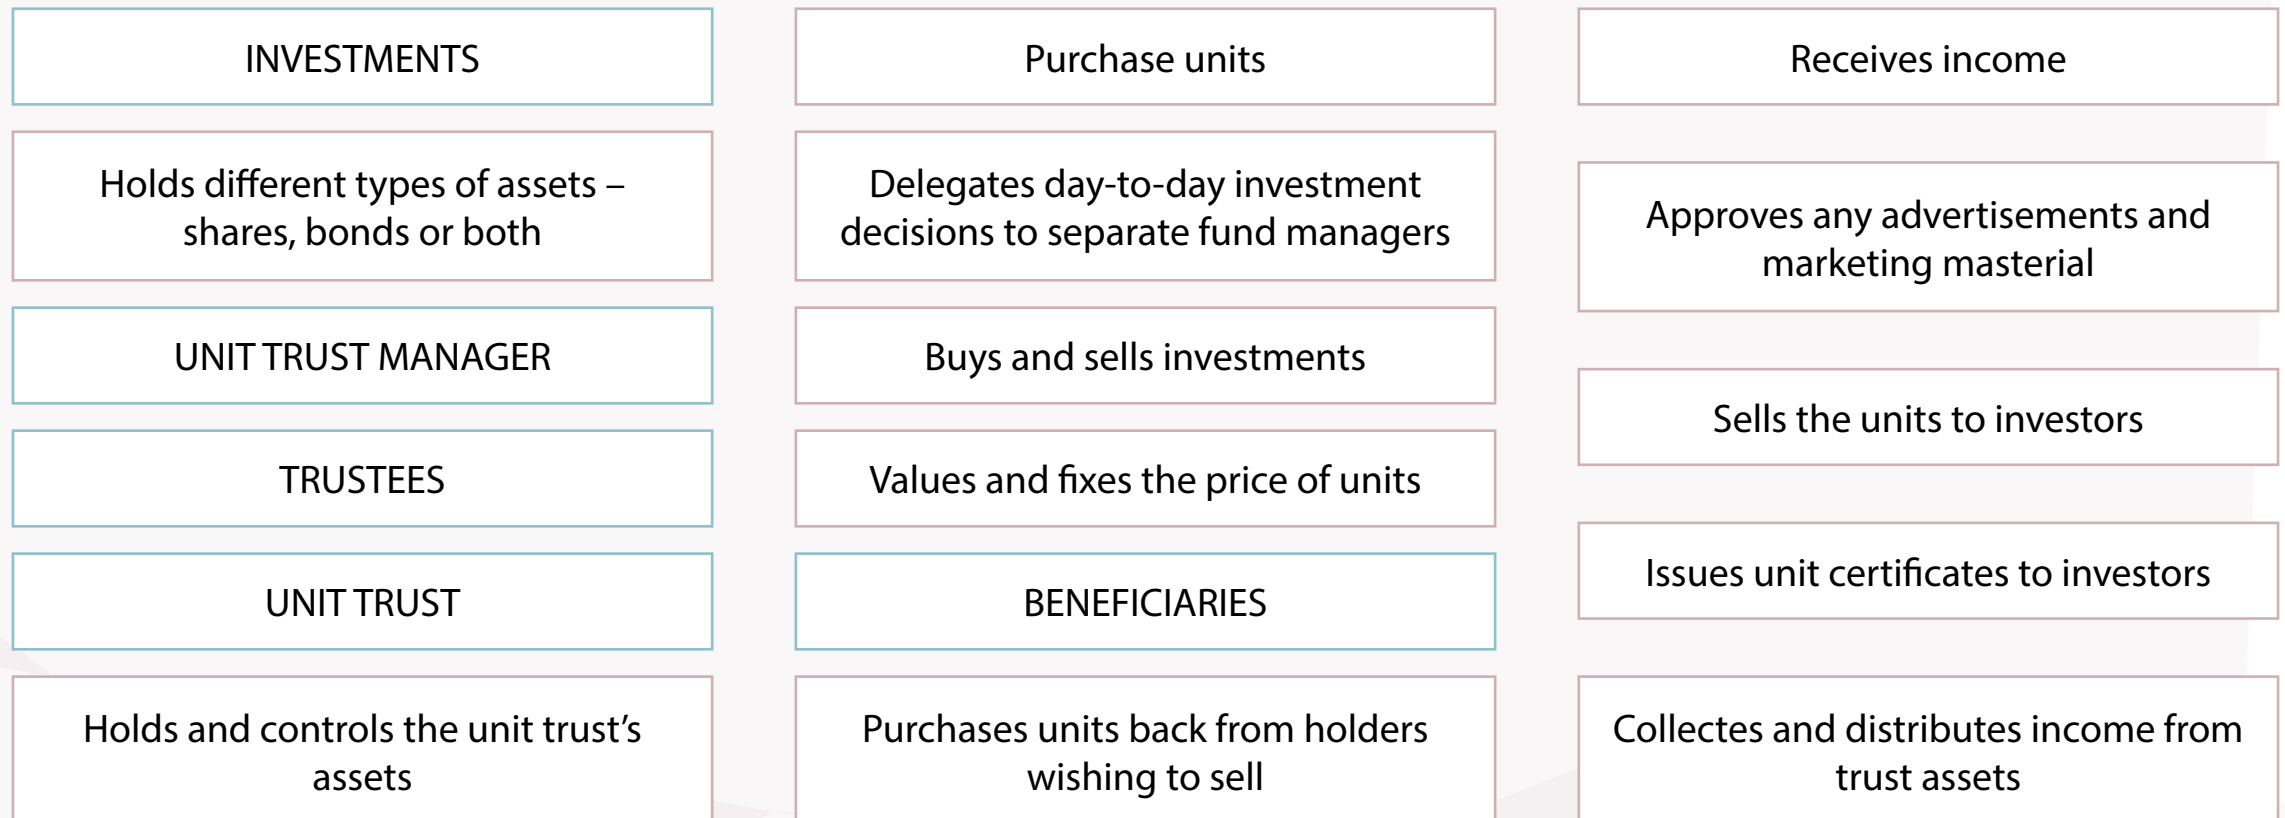 INVESTMENTS
Holds different types of assets –
shares, bonds or both
UNIT TRUST MANAGER
TRUSTEES
UNIT TRUST
Holds and controls the unit trust’s
assets
Purchase units
Delegates day-to-day investment
decisions to separate fund managers
Buys and sells investments
Values and fixes the price of units
BENEFICIARIES
Purchases units back from holders
wishing to sell
Receives income
Approves any advertisements and
marketing masterial
Sells the units to investors
Issues unit certificates to investors
Collectes and distributes income from
trust assets